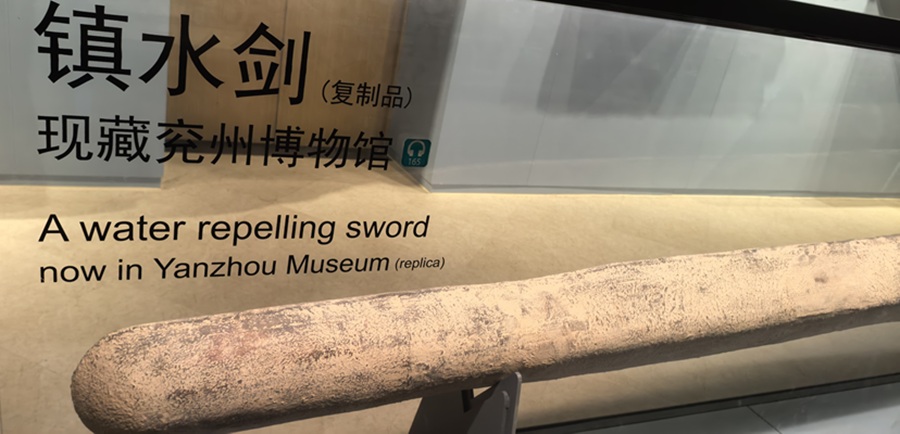 镇水剑（复制品）
现藏兖州博物馆
165
A water repelling sword
now in Yanzhou Museum (replica)